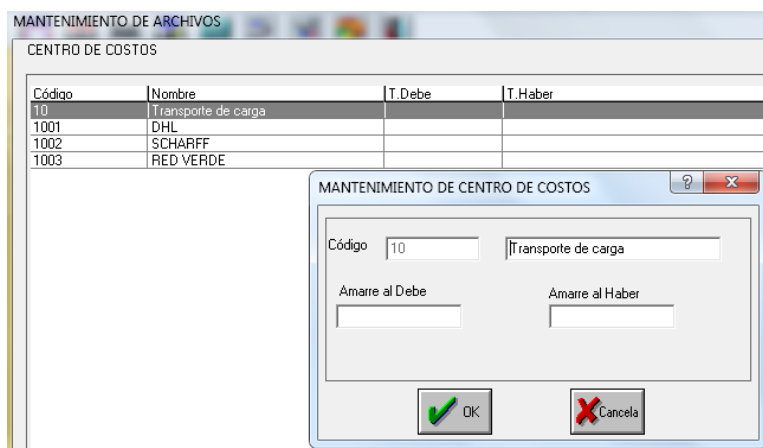 MANTENIMIENTO DE ARCHIVOS
CENTRO DE COSTOS
Código Nombre T.Debe T.Haber
10 Transporte de carga
1001 DHL
1002 SCHARFF
1003 RED VERDE
MANTENIMIENTO DE CENTRO DE COSTOS ? X
Código 10 Transporte de carga
Amarre al Debe Amarre al Haber
OK Cancela